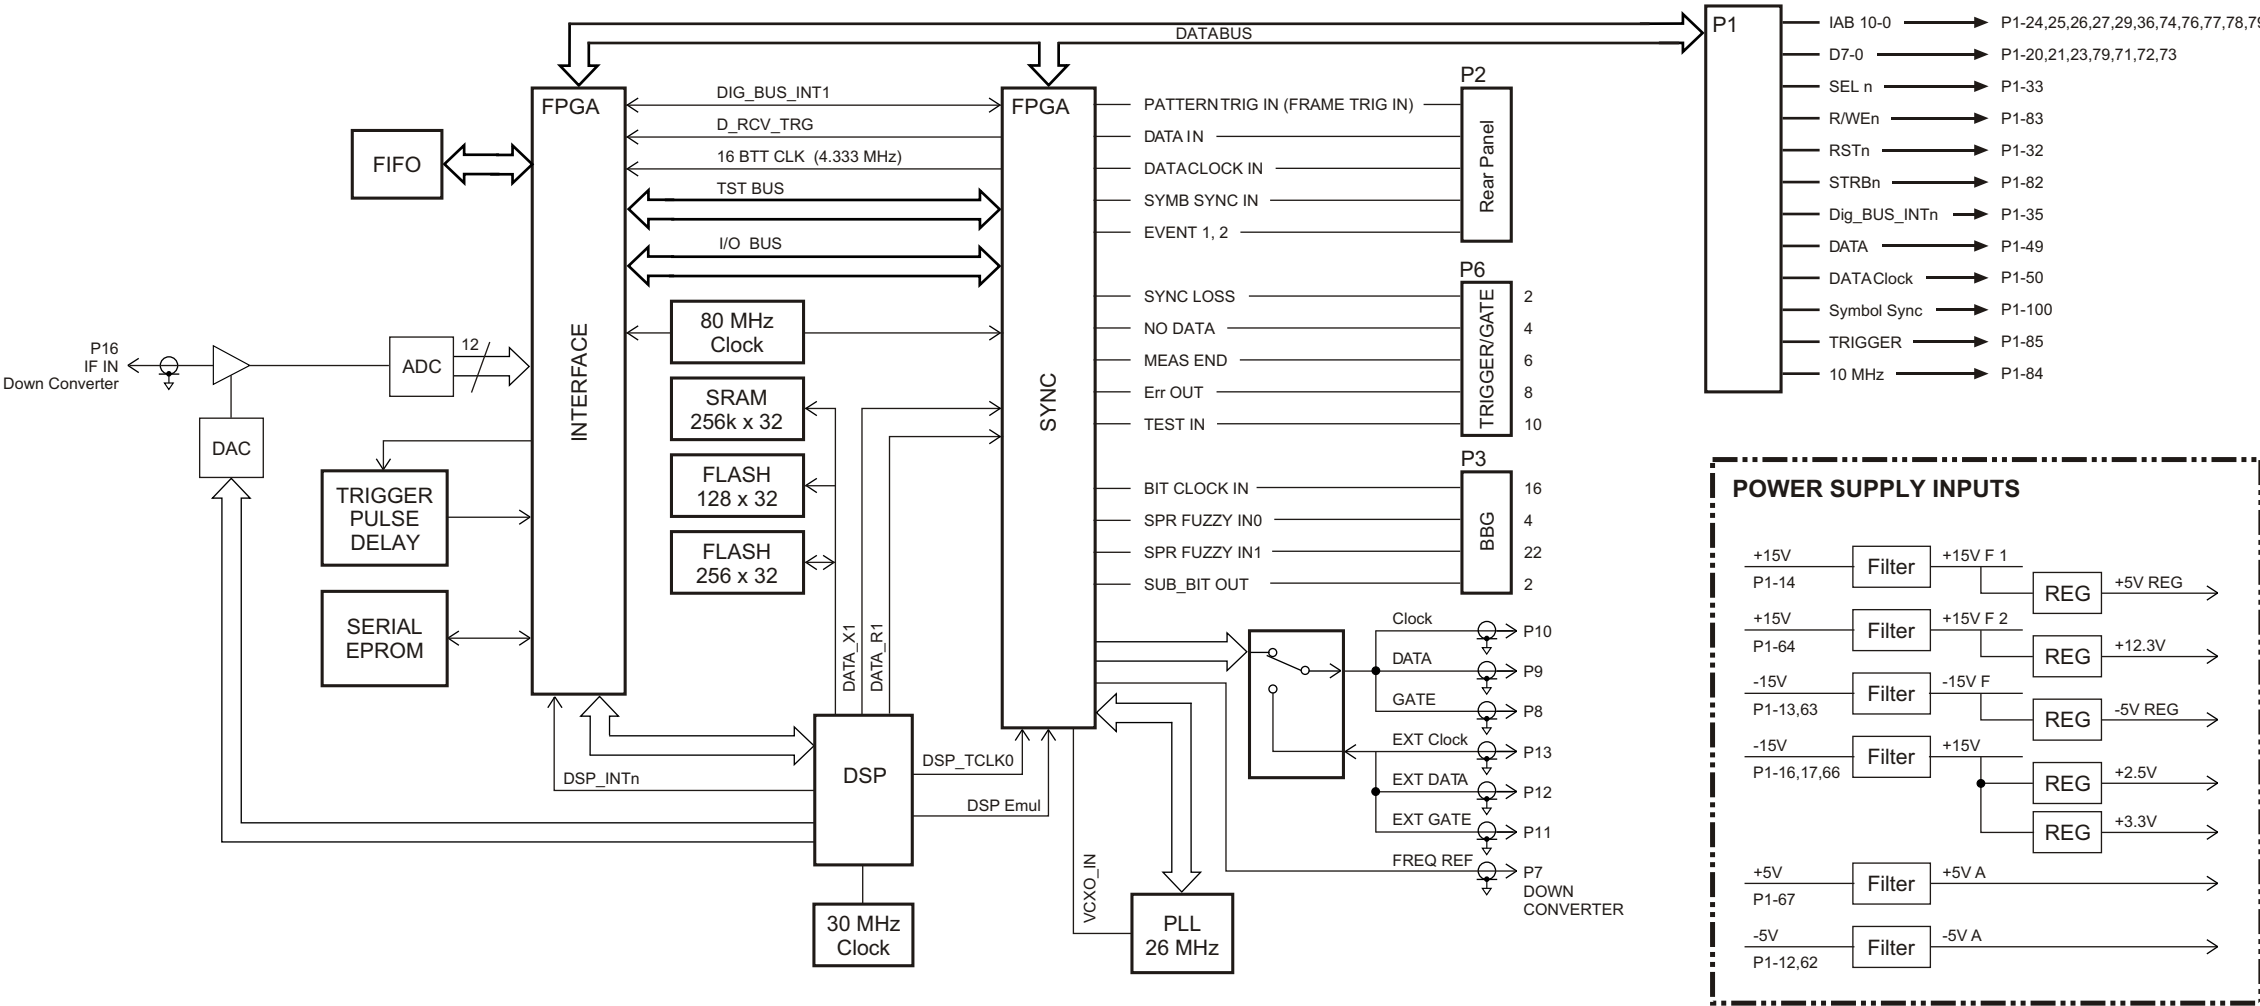 DATABUS
P1
IAB 10-0
P1-24,25,26,27,29,36,74,76,77,78,79
D7-0
P1-20,21,23,79,71,72,73
SEL n
P1-33
R/WEn
P1-83
RSTn
P1-32
STRBn
P1-82
Dig_BUS_INTn
P1-35
DATA
P1-49
DATAClock
P1-50
Symbol Sync
P1-100
TRIGGER
P1-85
10 MHz
P1-84
FPGA
INTERFACE
DIG_BUS_INT1
D_RCV_TRG
16 BTT CLK (4.333 MHz)
TST BUS
I/O BUS
FPGA
SYNC
FIFO
P16
IF IN
Down Converter
ADC
12
DAC
TRIGGER
PULSE
DELAY
SERIAL
EPROM
80 MHz
Clock
SRAM
256k x 32
FLASH
128 x 32
FLASH
256 x 32
DATA_X1
DATA_R1
DSP_INTn
DSP
DSP_TCLK0
DSP Emul
30 MHz
Clock
VCXO_IN
PLL
26 MHz
P2
Rear Panel
PATTERNTRIG IN (FRAME TRIG IN)
DATA IN
DATACLOCK IN
SYMB SYNC IN
EVENT 1, 2
P6
TRIGGER/GATE
SYNC LOSS
2
NO DATA
4
MEAS END
6
Err OUT
8
TEST IN
10
P3
BBG
BIT CLOCK IN
16
SPR FUZZY IN0
4
SPR FUZZY IN1
22
SUB_BIT OUT
2
Clock
P10
DATA
P9
GATE
P8
EXT Clock
P13
EXT DATA
P12
EXT GATE
P11
FREQ REF
P7
DOWN
CONVERTER
POWER SUPPLY INPUTS
+15V
P1-14
Filter
+15V F 1
REG
+5V REG
+15V
P1-64
Filter
+15V F 2
REG
+12.3V
-15V
P1-13,63
Filter
-15V F
REG
-5V REG
-15V
P1-16,17,66
Filter
+15V
REG
+2.5V
REG
+3.3V
+5V
P1-67
Filter
+5V A
-5V
P1-12,62
Filter
-5V A